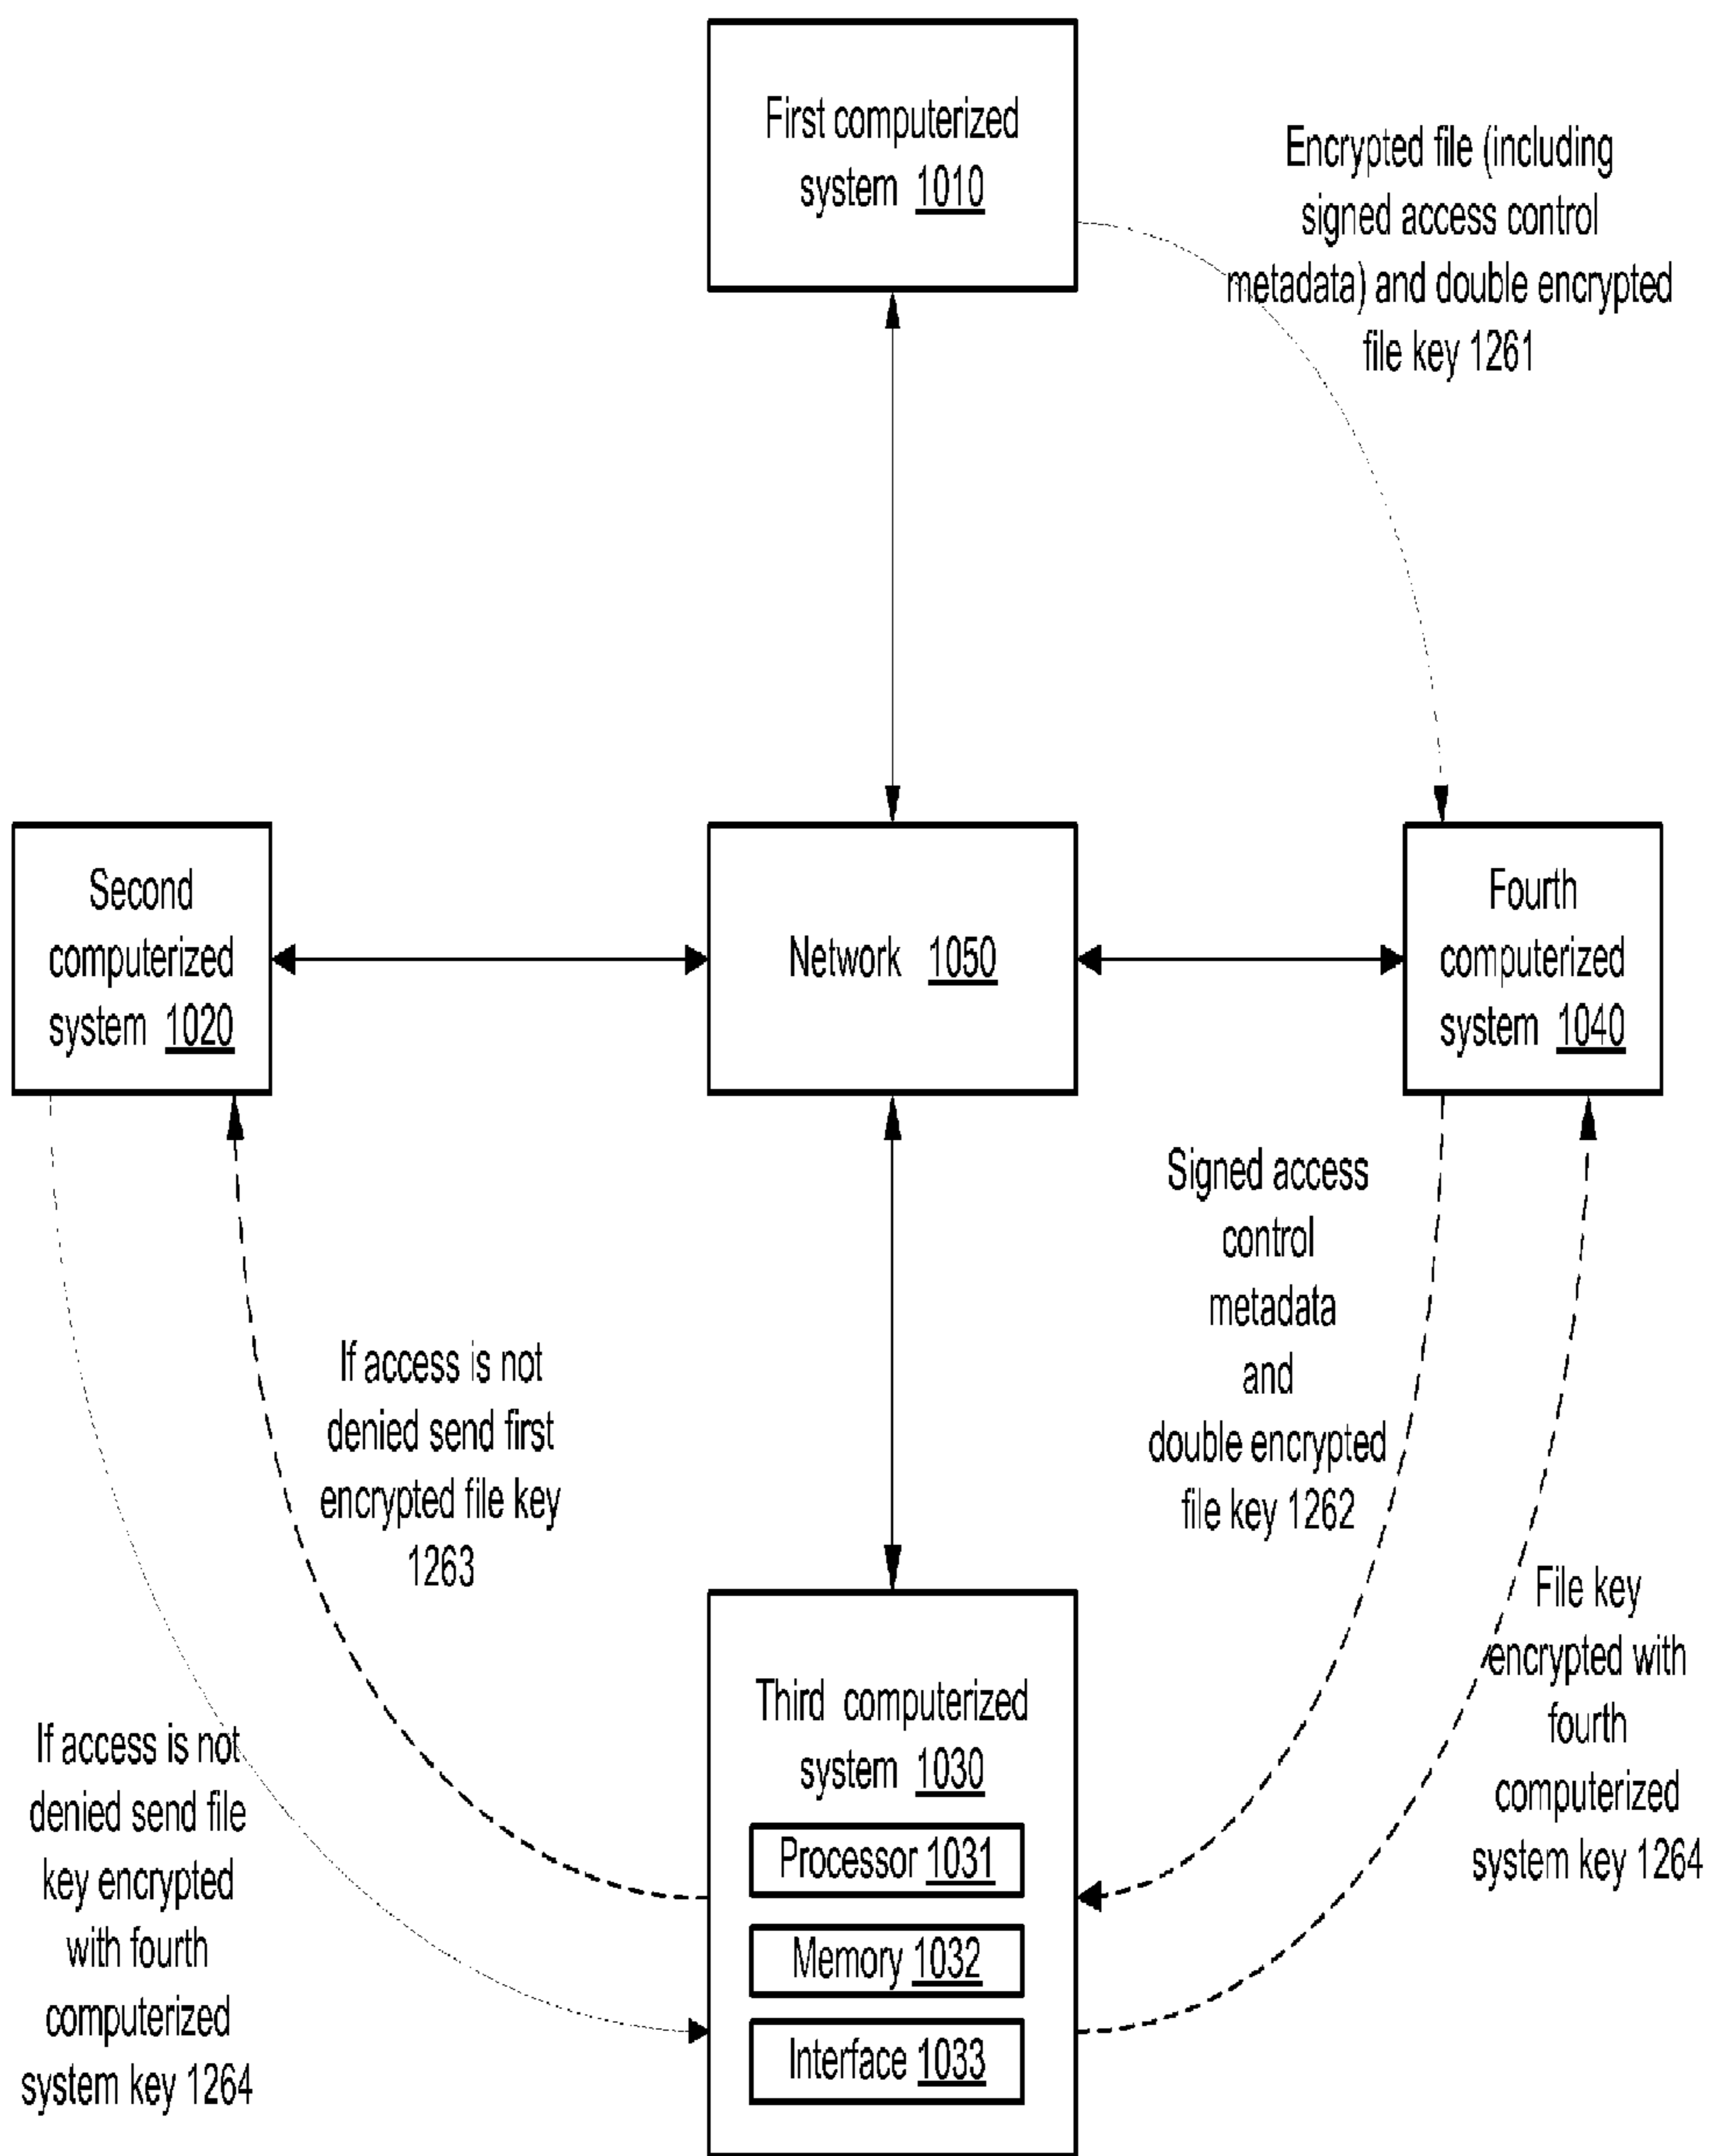 First computerized
system 1010
Encrypted file (including
signed access control
metadata) and double encrypted
file key 1261
Second
computerized
system 1020
Network 1050
Fourth
computerized
system 1040
If access is not
denied send first
encrypted file key
1263
Signed access
control
metadata
and
double encrypted
file key 1262
If access is not
denied send file
key encrypted
with fourth
computerized
system key 1264
Third computerized
system 1030
Processor 1031
Memory 1032
Interface 1033
File key
encrypted with
fourth
computerized
system key 1264